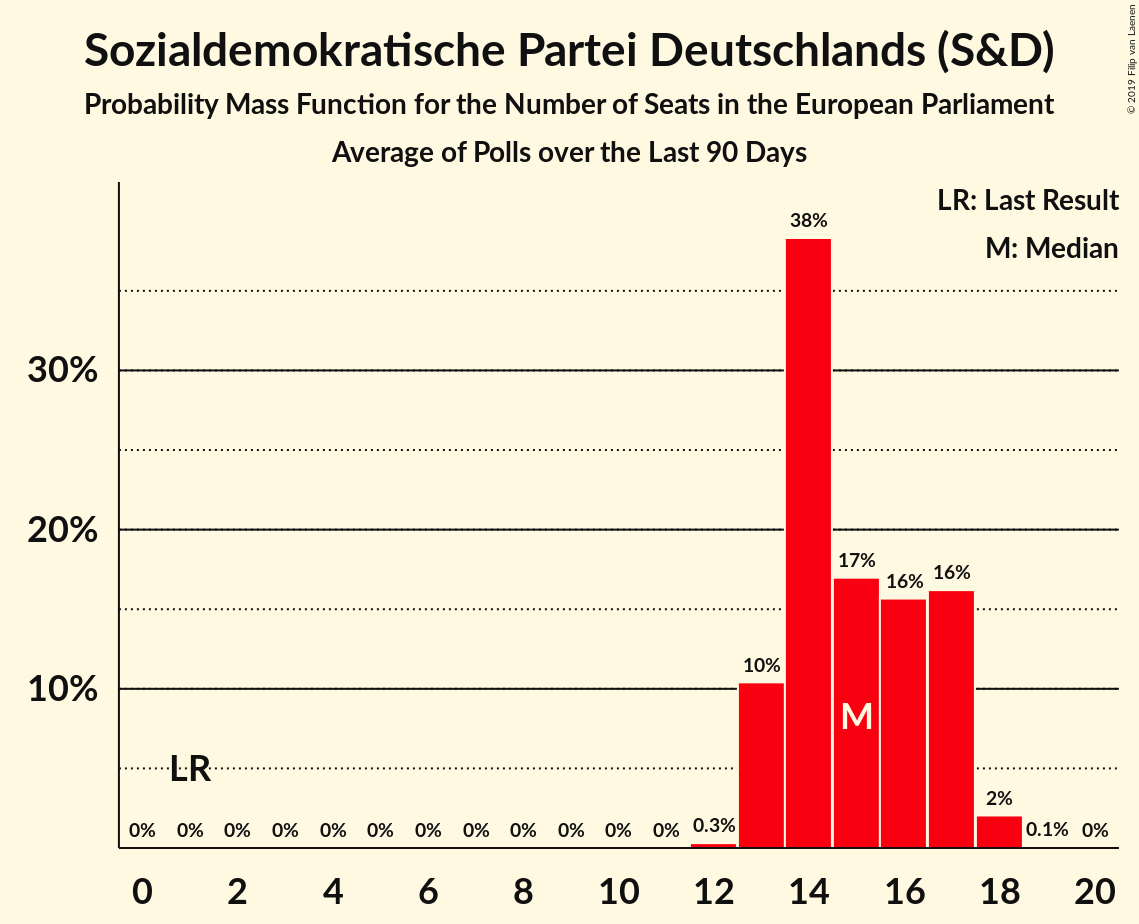 Sozialdemokratische Partei Deutschlands (S&D)
Probability Mass Function for the Number of Seats in the European Parliament
Average of Polls over the Last 90 Days
© 2019 Filip van Laenen
LR: Last Result
M: Median
38%
30%
20%
17%
16%
16%
10%
10%
M
LR
0%
0%
0%
0%
0%
0%
0%
0%
0%
0%
0%
0%
0.3%
2%
0.1%
0%
0 2 4 6 8 10 12 14 16 18 20